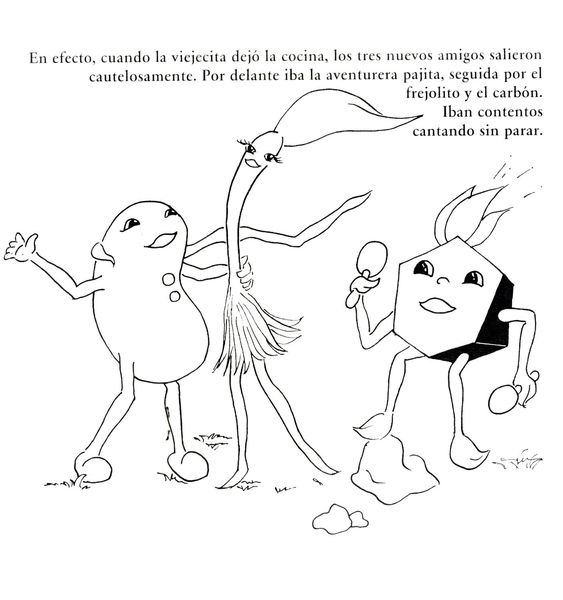 En efecto, cuando la viejecita dejó la cocina, los tres nuevos amigos salieron
cautelosamente. Por delante iba la aventurera pajita, seguida por el
frejolito y el carbón.
Iban contentos
cantando sin parar.